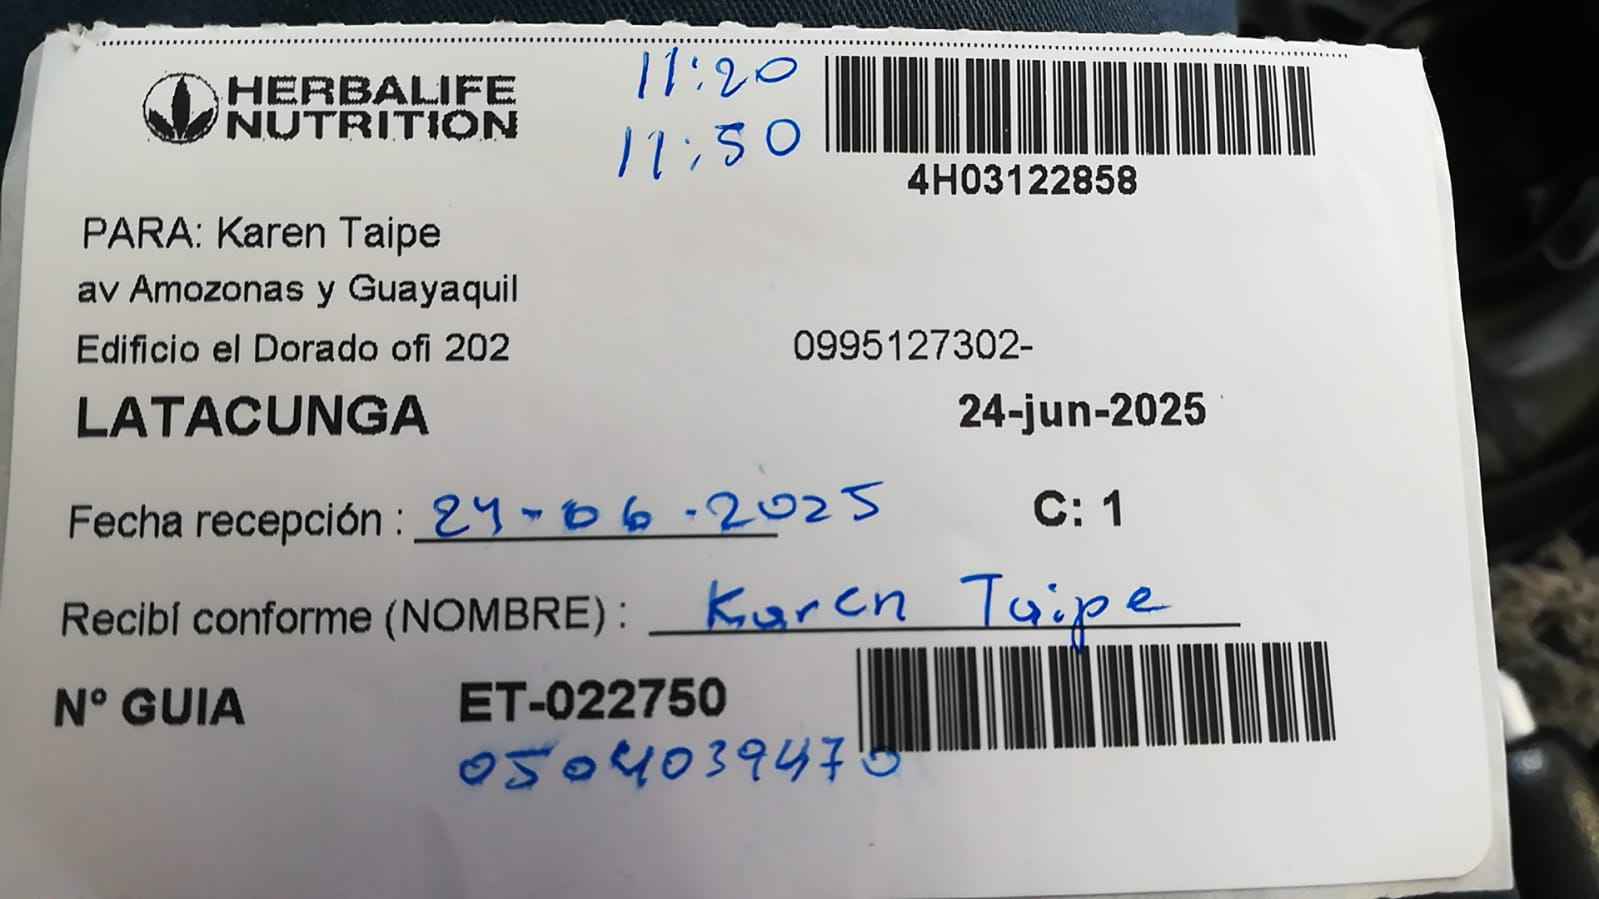 HERBALIFE
NUTRITION
11:20
11:50
4H03122858
PARA: Karen Taipe
av Amozonas y Guayaquil
Edificio el Dorado ofi 202
0995127302-
LATACUNGA
24-jun-2025
Fecha recepción : 24-06-2025
C: 1
Recibí conforme (NOMBRE) : Karen Taipe
Nº GUIA ET-022750
0504039470